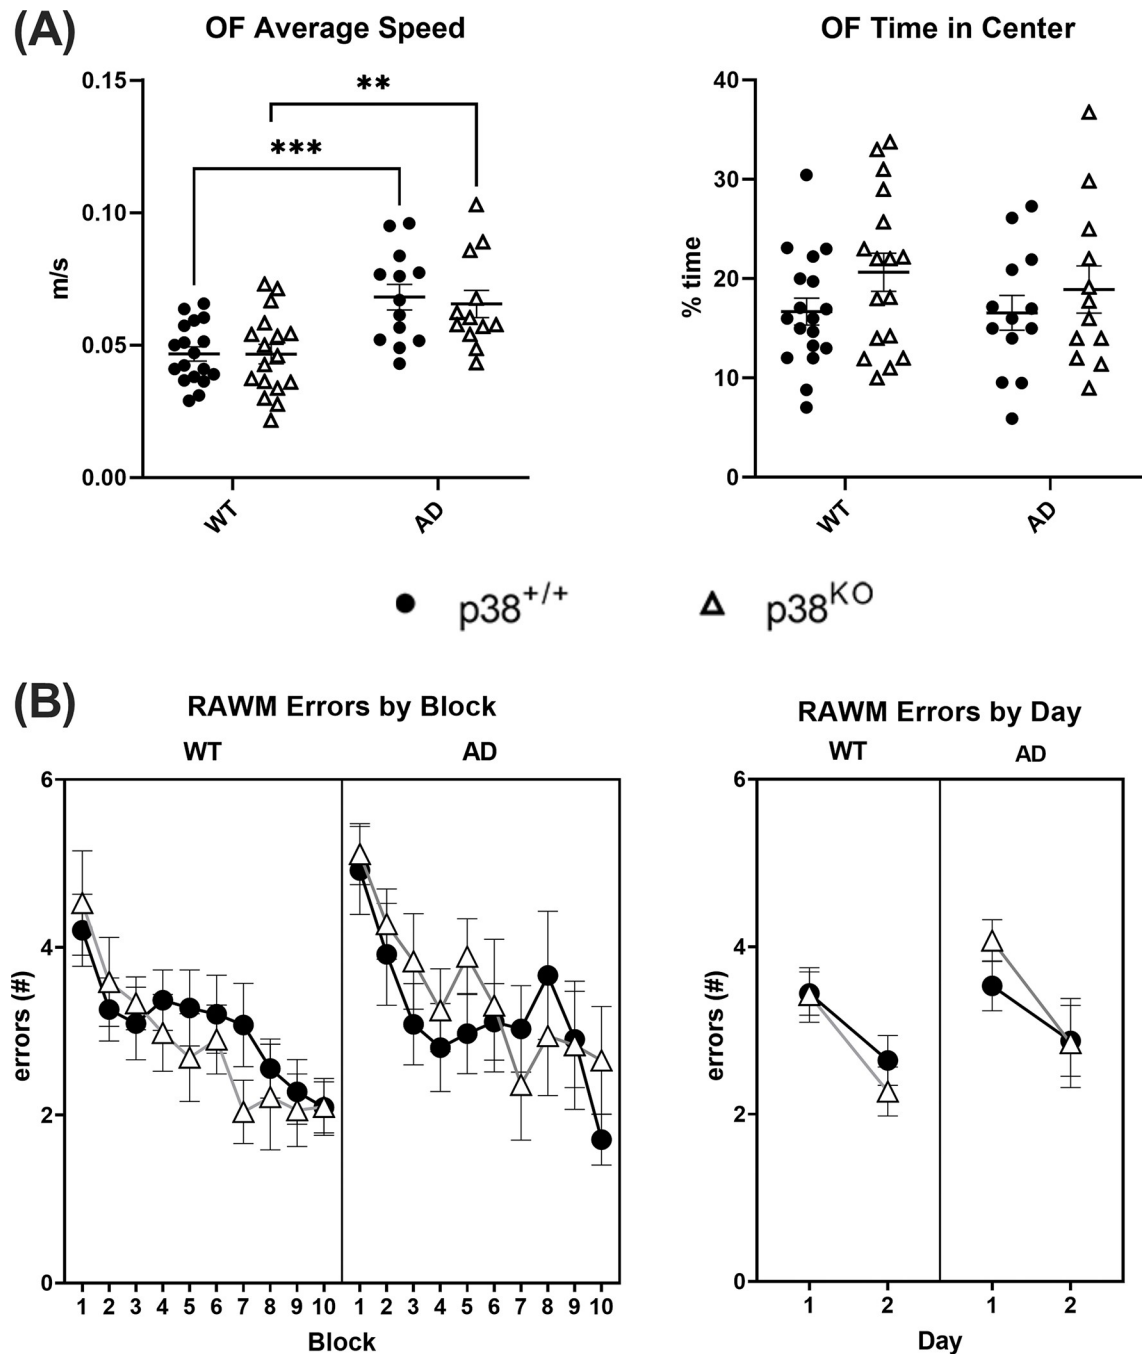 (A)
OF Average Speed
OF Time in Center
0.15
0.10
0.05
0.00
m/s
**
***
WT
AD
40
30
20
10
0
% time
WT
AD
p38+/+
p38KO
(B)
RAWM Errors by Block
WT
AD
6
4
2
0
errors (#)
1 2 3 4 5 6 7 8 9 10 1 2 3 4 5 6 7 8 9 10
Block
RAWM Errors by Day
WT
AD
6
4
2
0
errors (#)
1 2 1 2
Day